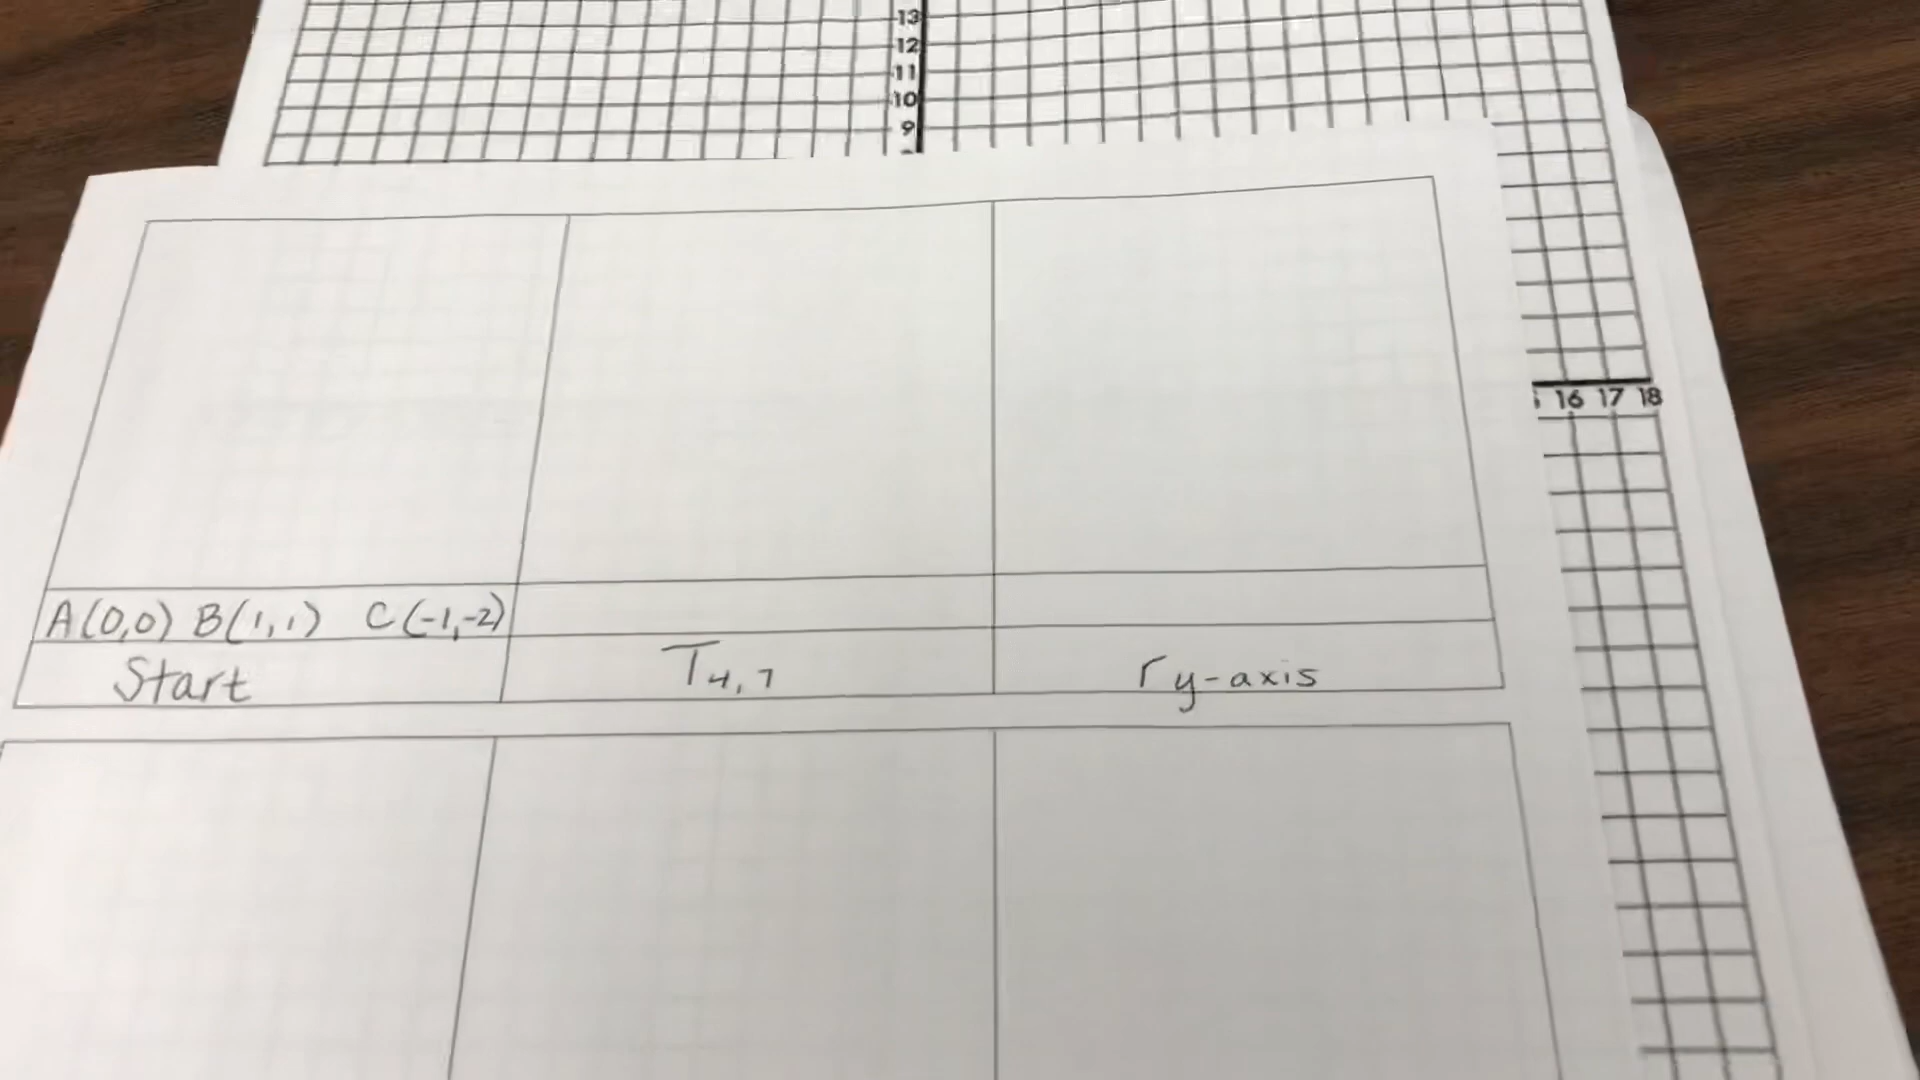 13
12
11
10
9
16 17 18
A(0,0) B(1,1) C(-1,-2)
Start
T4,7
ry-axis